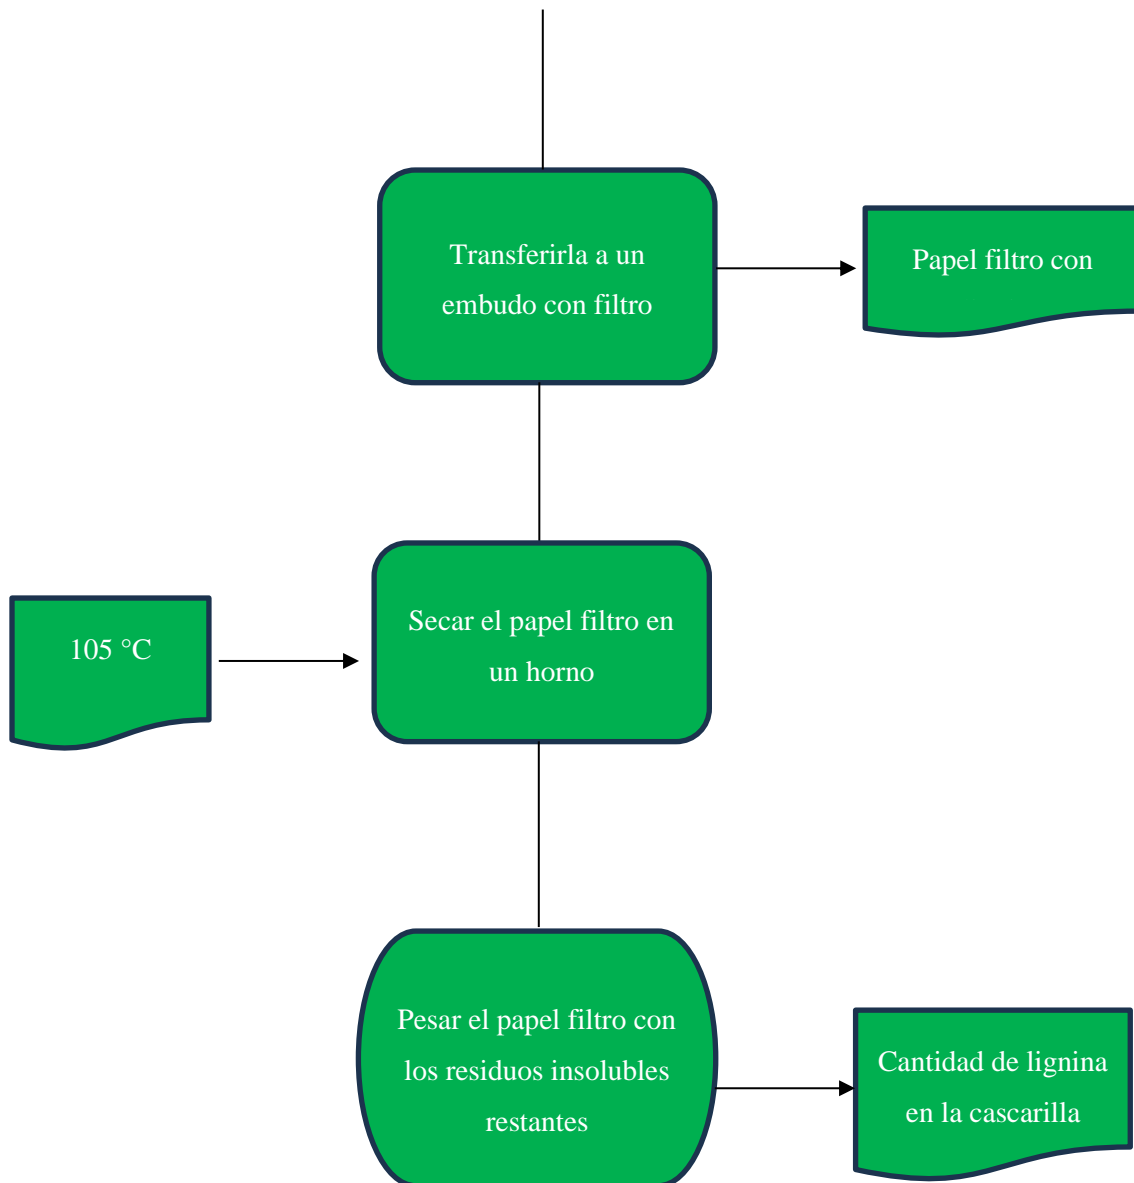 Transferirla a un
embudo con filtro
Papel filtro con
105 °C
Secar el papel filtro en
un horno
Pesar el papel filtro con
los residuos insolubles
restantes
Cantidad de lignina
en la cascarilla